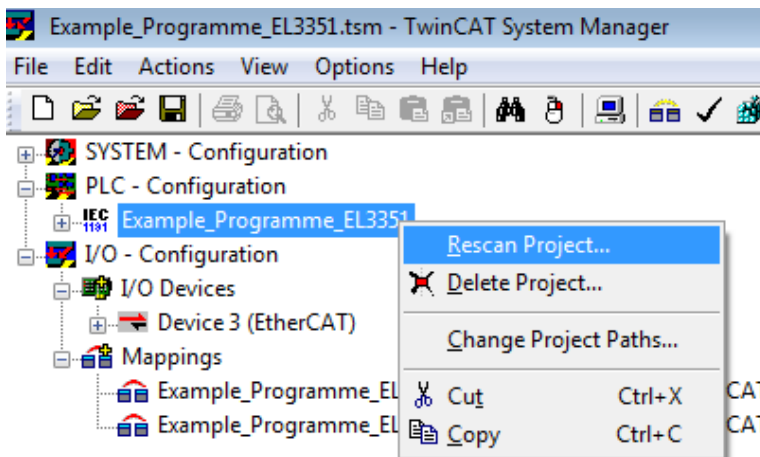 Example_Programme_EL3351.tsm - TwinCAT System Manager
File Edit Actions View Options Help
SYSTEM - Configuration
PLC - Configuration
IEC
1131
Example_Programme_EL3351
Rescan Project...
I/O - Configuration
Delete Project...
I/O Devices
Device 3 (EtherCAT)
Change Project Paths...
Mappings
Example_Programme_EL
Cut Ctrl+X
CAT
Example_Programme_EL
Copy Ctrl+C
CAT